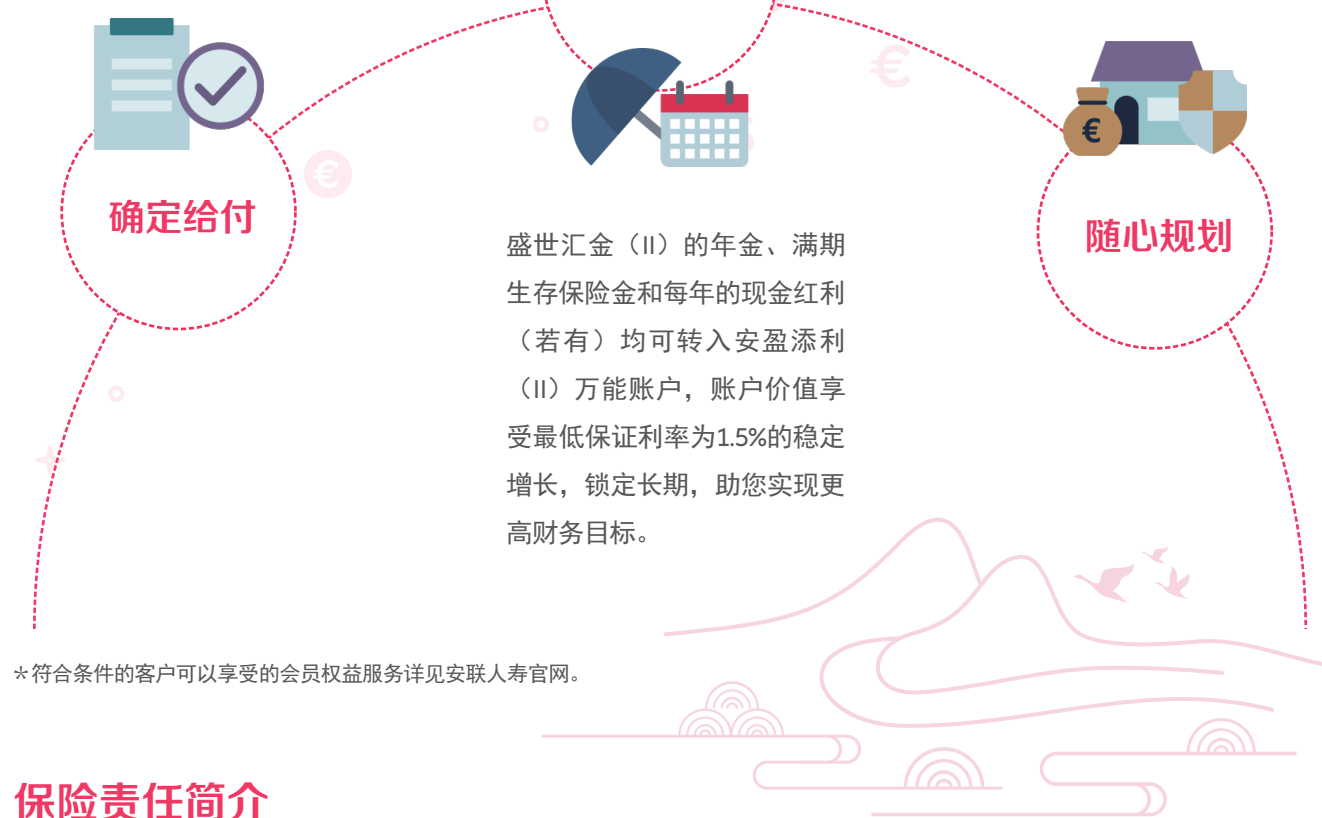 确定给付
随心规划
盛世汇金（II）的年金、满期
生存保险金和每年的现金红利
（若有）均可转入安盈添利
（II）万能账户，账户价值享
受最低保证利率为1.5%的稳定
增长，锁定长期，助您实现更
高财务目标。
＊符合条件的客户可以享受的会员权益服务详见安联人寿官网。
保险责任简介